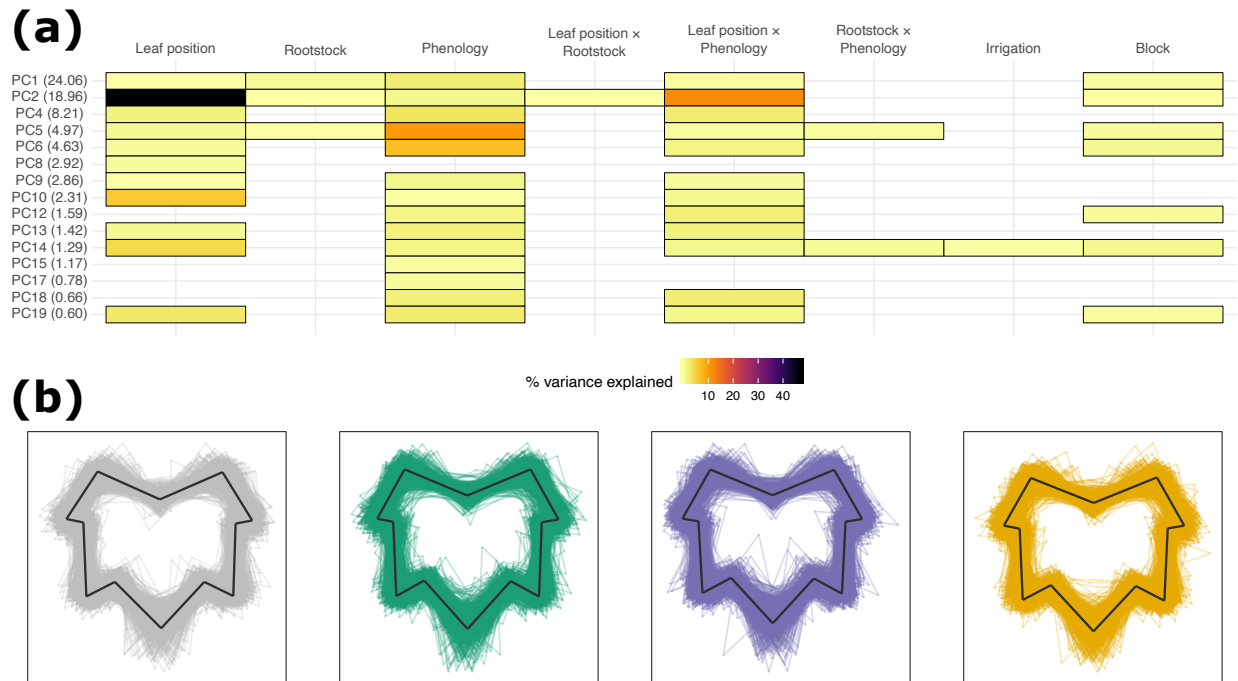 (a)
Leaf position
Rootstock
Phenology
Leaf position ×
Rootstock
Leaf position ×
Phenology
Rootstock ×
Phenology
Irrigation
Block
PC1 (24.06)
PC2 (18.96)
PC4 (8.21)
PC5 (4.97)
PC6 (4.63)
PC8 (2.92)
PC9 (2.86)
PC10 (2.31)
PC12 (1.59)
PC13 (1.42)
PC14 (1.29)
PC15 (1.17)
PC17 (0.78)
PC18 (0.66)
PC19 (0.60)
% variance explained
10 20 30 40
(b)